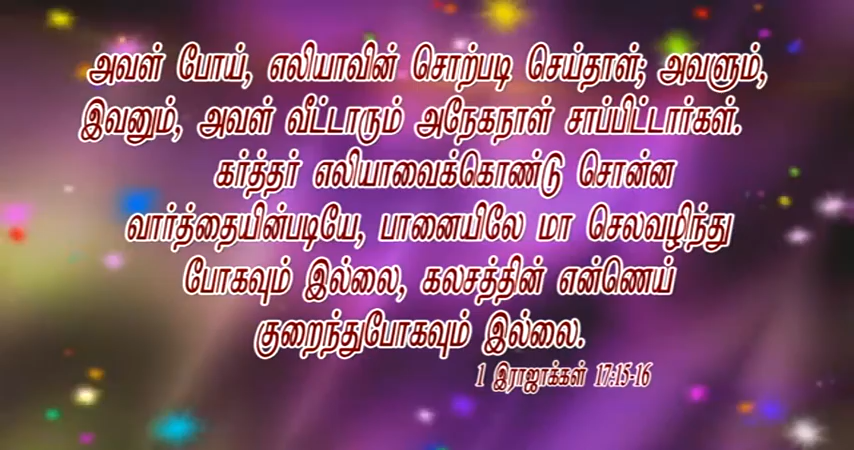 அவள் போய், எலியாவின் சொற்படி செய்தாள்; அவளும்,
இவனும், அவள் வீட்டாரும் அநேகநாள் சாப்பிட்டார்கள்.
கர்த்தர் எலியாவைக்கொண்டு சொன்ன
வார்த்தையின்படியே, பானையிலே மா செலவழிந்து
போகவும் இல்லை, கலசத்தின் என்ணெய்
குறைந்துபோகவும் இல்லை.
1 இராஜாக்கள் 17:15-16